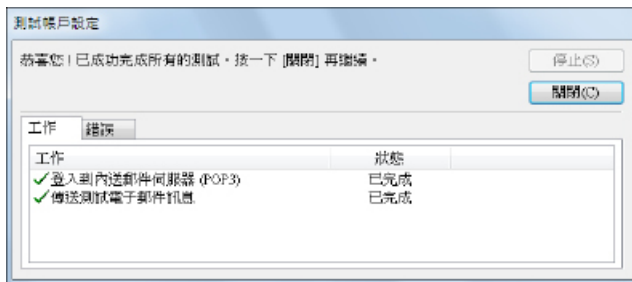 測試帳戶設定
恭喜您!已成功完成所有的測試。按一下 [關閉] 再繼續。
停止(S)
關閉(C)
工作 錯誤
工作 狀態
登入到內送郵件伺服器 (POP3) 已完成
傳送測試電子郵件訊息 已完成